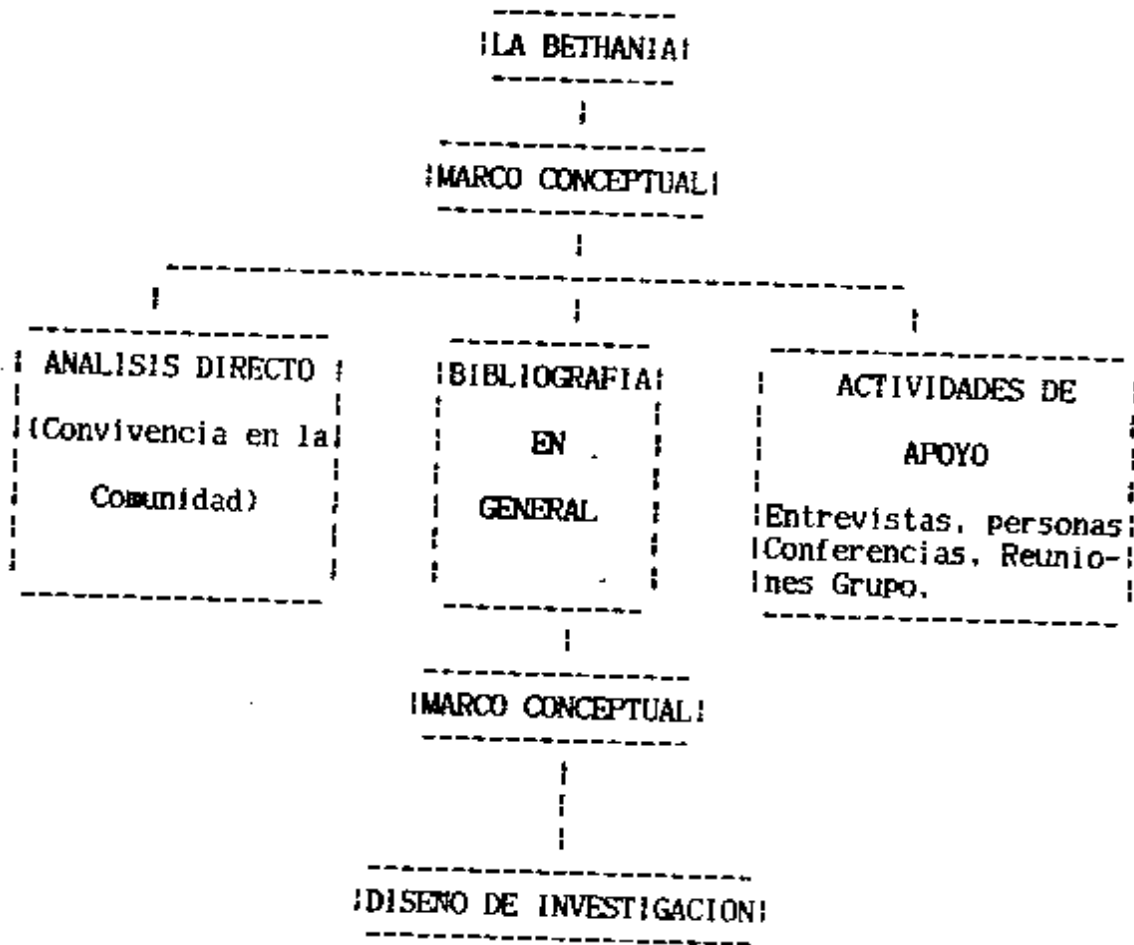 LA BETHANIA
MARCO CONCEPTUAL
ANALISIS DIRECTO
(Convivencia en la
Comunidad)
BIBLIOGRAFIA
EN
GENERAL
ACTIVIDADES DE
APOYO
Entrevistas, personas
Conferencias, Reunio-
nes Grupo.
MARCO CONCEPTUAL
DISENO DE INVESTIGACION